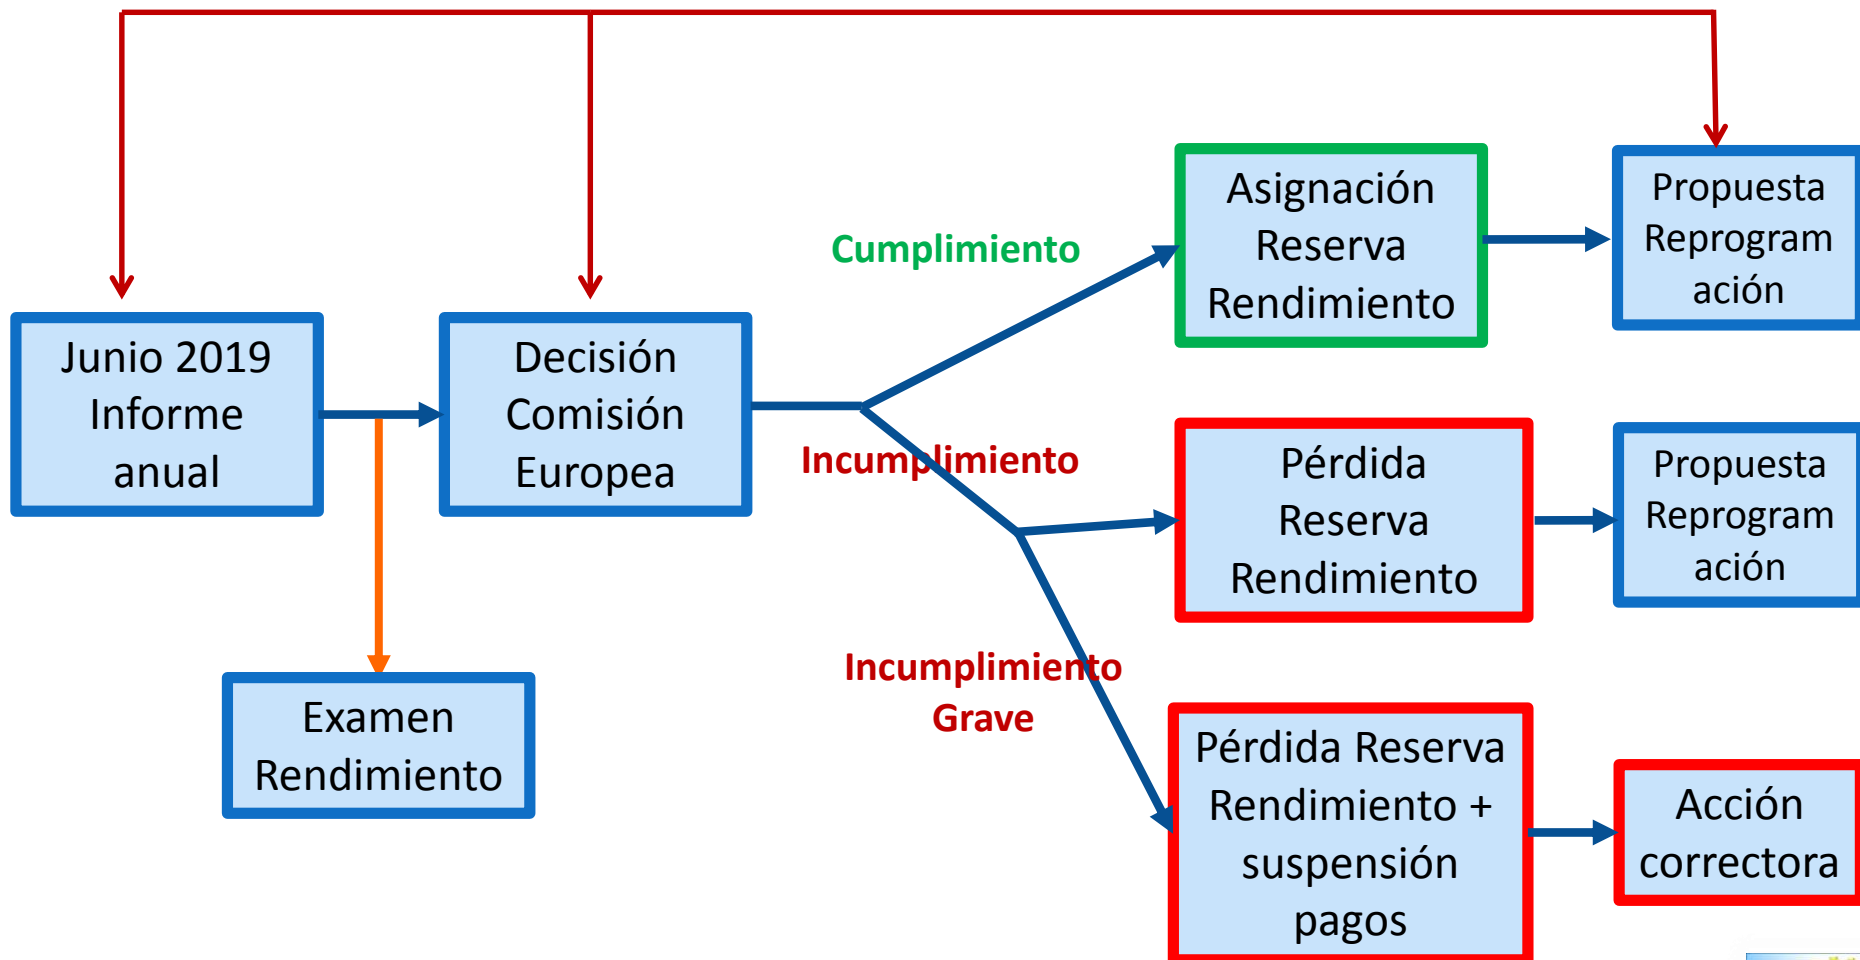 Junio 2019
Informe
anual
Examen
Rendimiento
Decisión
Comisión
Europea
Cumplimiento
Asignación
Reserva
Rendimiento
Propuesta
Reprogram
ación
Incumplimiento
Pérdida
Reserva
Rendimiento
Propuesta
Reprogram
ación
Incumplimiento
Grave
Pérdida Reserva
Rendimiento +
suspensión
pagos
Acción
correctora